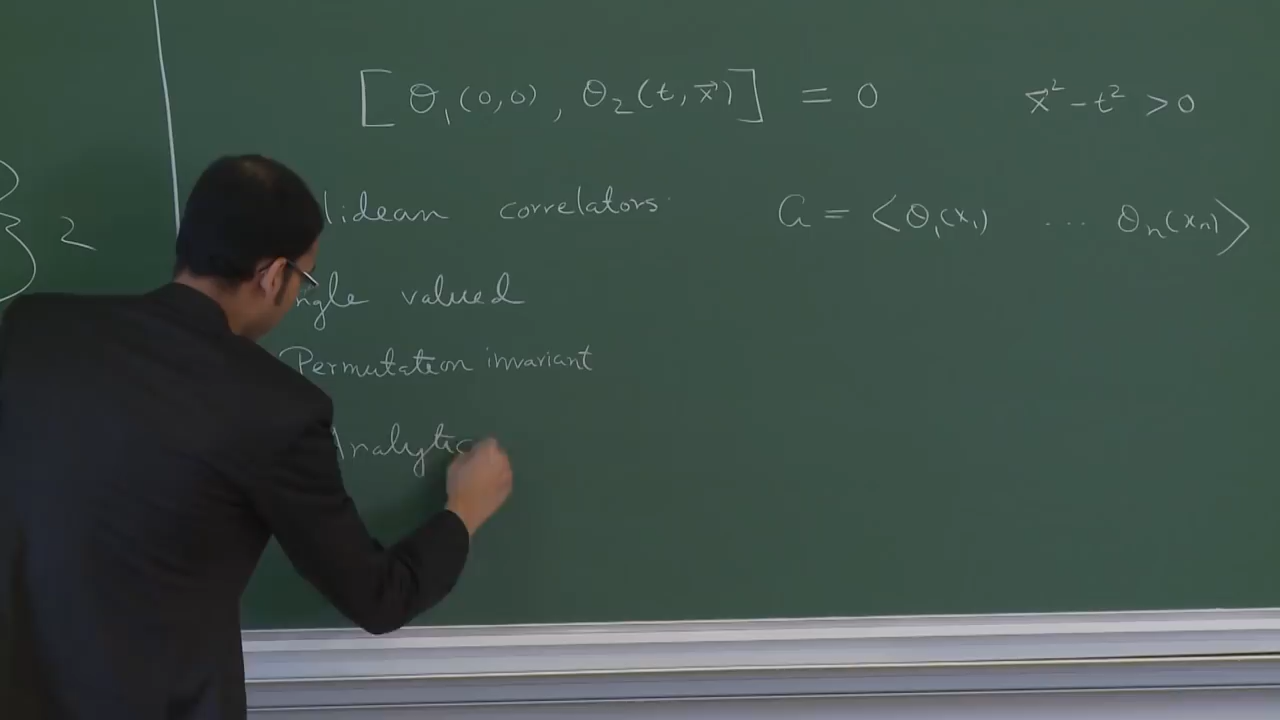 [ O₁(0,0) , O₂(t, x⃗) ] = 0 x⃗² - t² > 0
lidean correlators G = <O₁(x₁) ... Oₙ(xₙ)>
ngle valued
Permutation invariant
Analytic
2